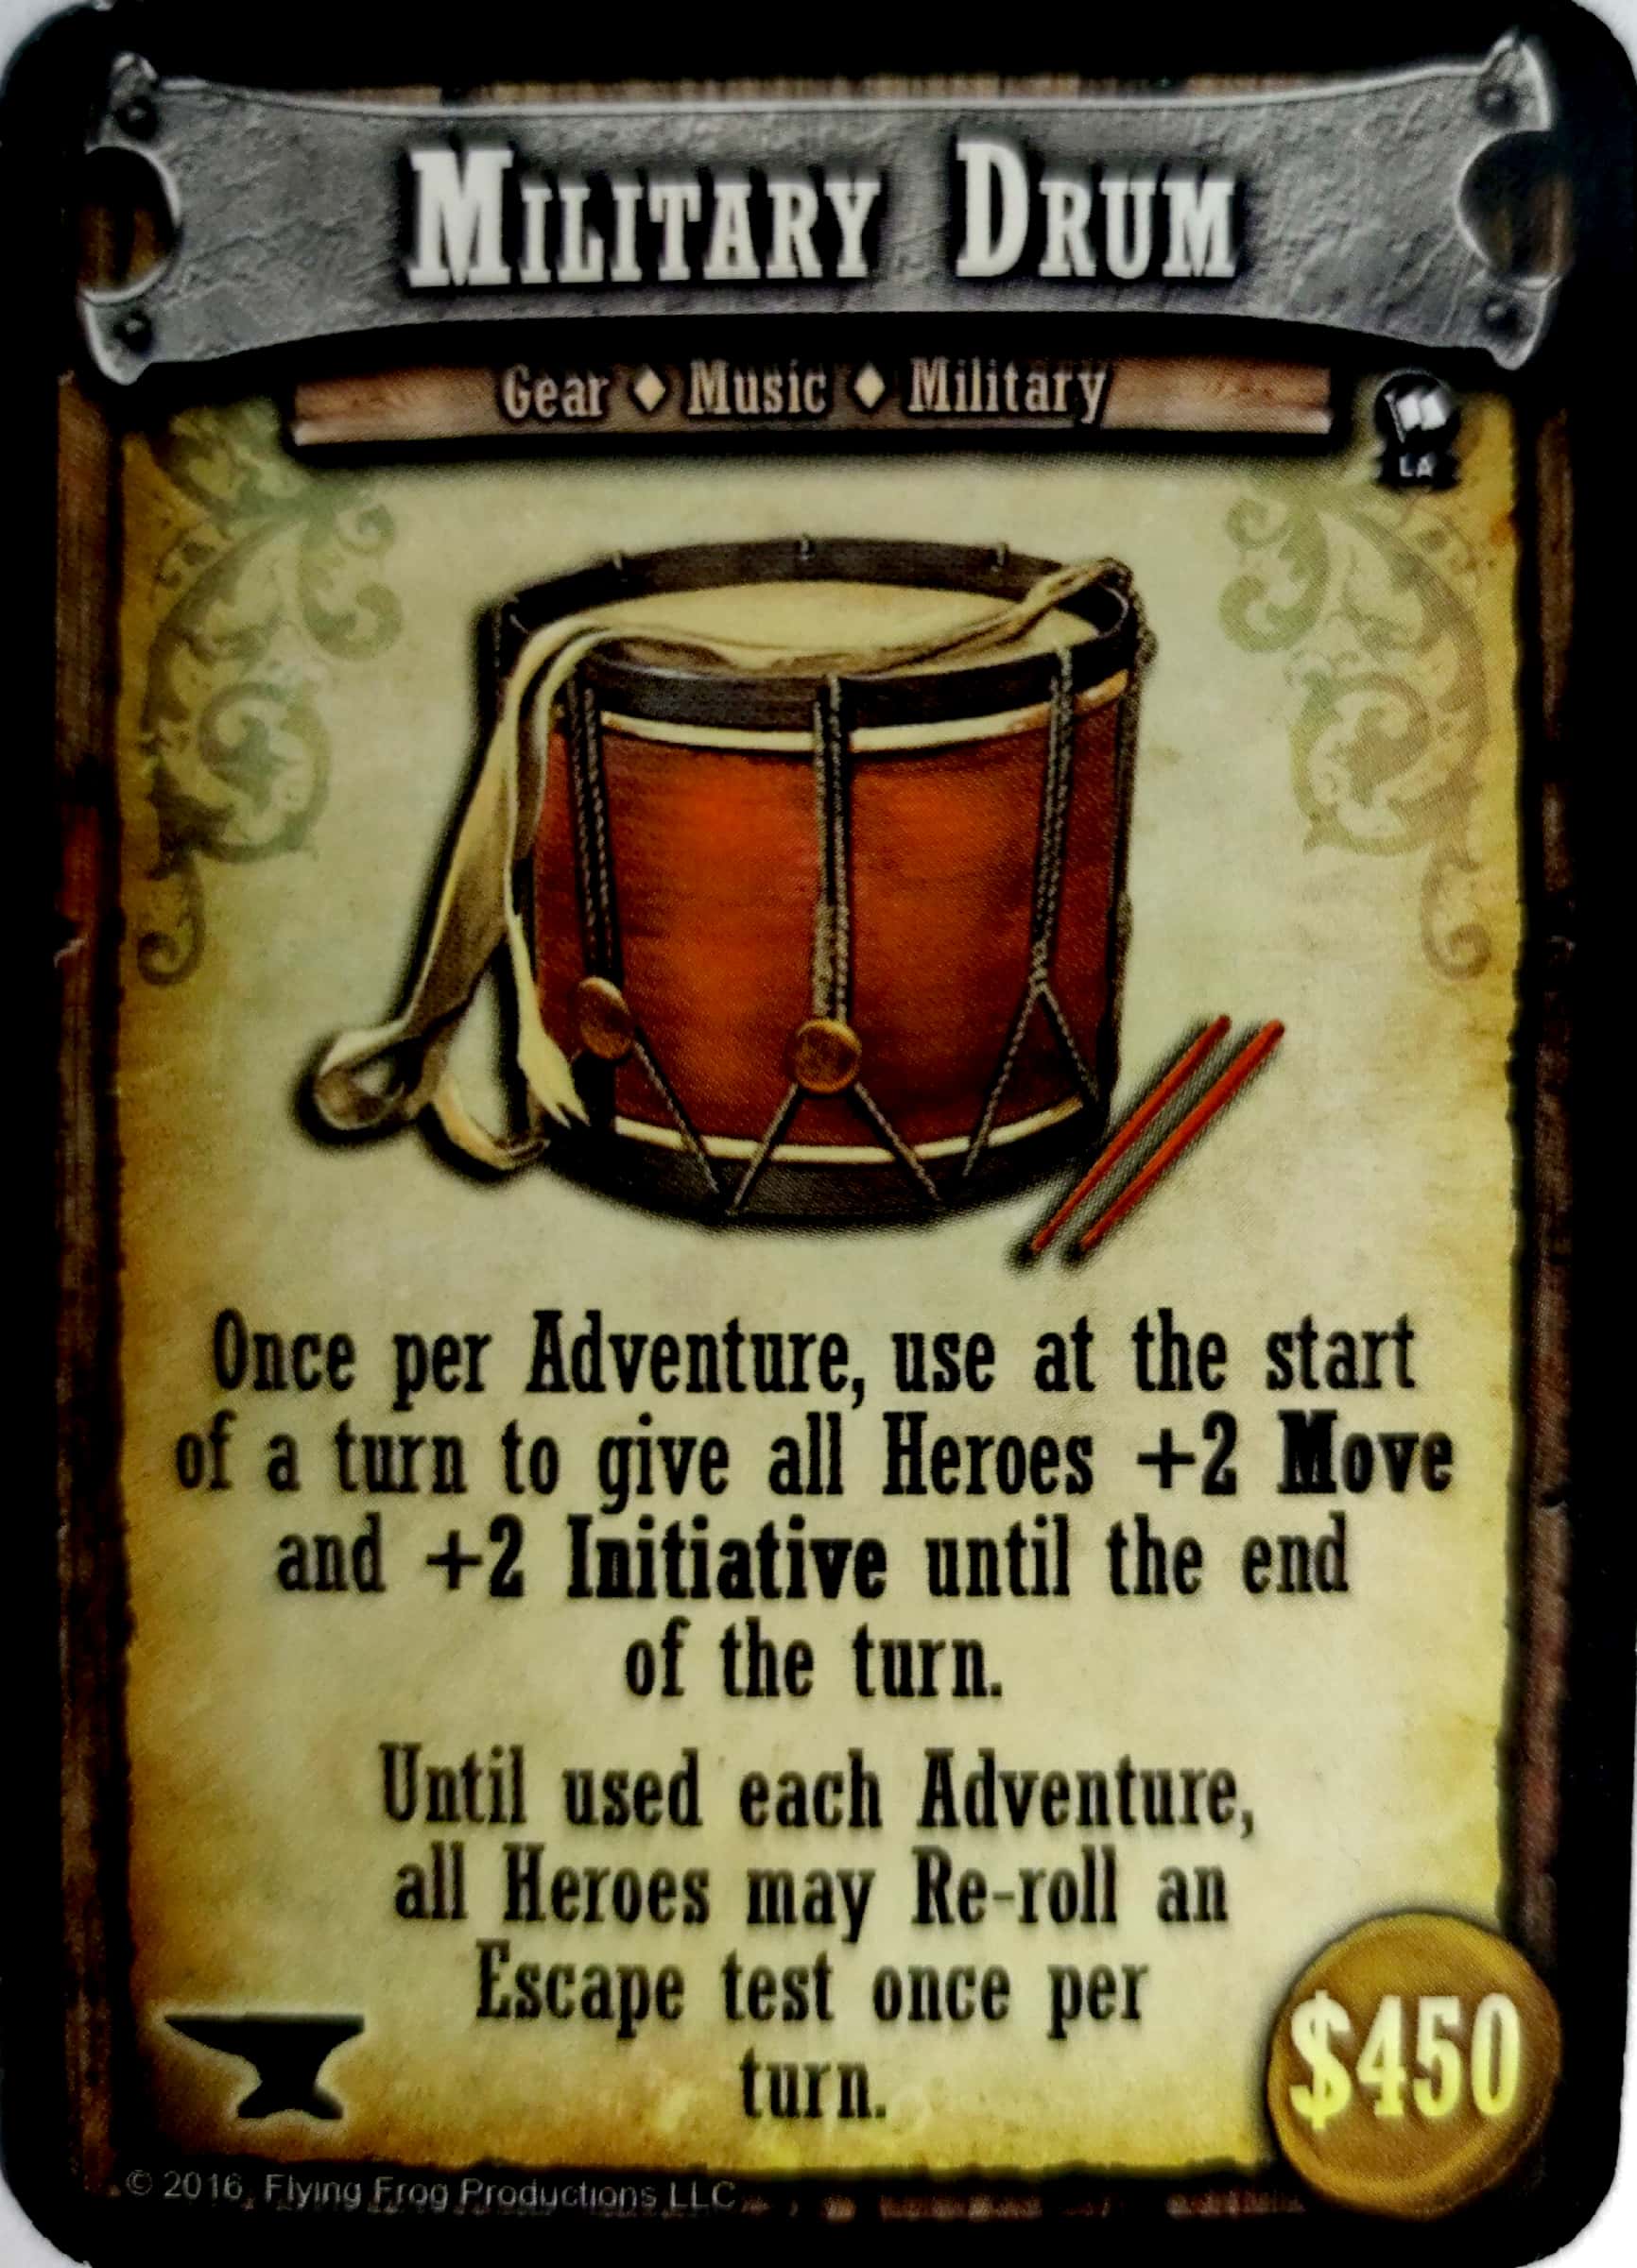 Military Drum
Gear ♦ Music ♦ Military
LA
Once per Adventure, use at the start
of a turn to give all Heroes +2 Move
and +2 Initiative until the end
of the turn.
Until used each Adventure,
all Heroes may Re-roll an
Escape test once per
turn.
$450
© 2016, Flying Frog Productions LLC